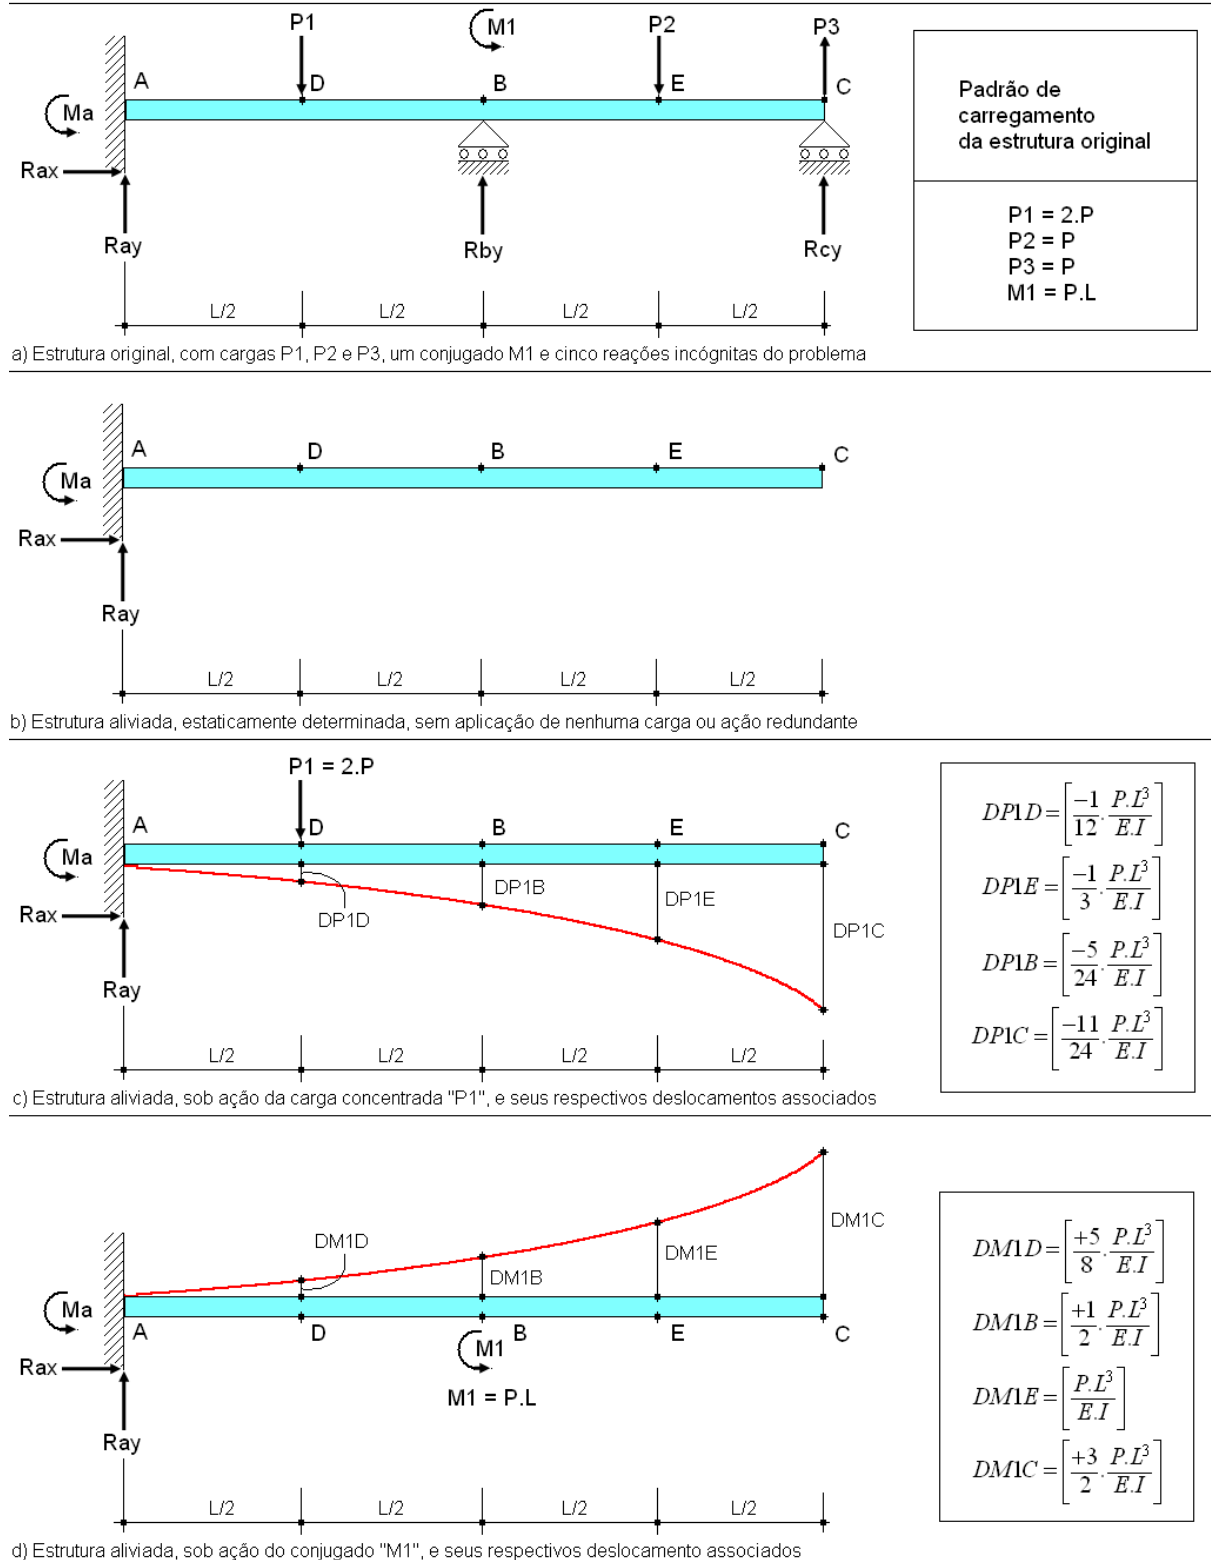 P1
M1
P2
P3
A
D
B
E
C
Ma
Rax
Ray
Rby
Rcy
L/2
L/2
L/2
L/2
Padrão de
carregamento
da estrutura original
P1 = 2.P
P2 = P
P3 = P
M1 = P.L
a) Estrutura original, com cargas P1, P2 e P3, um conjugado M1 e cinco reações incógnitas do problema
A
D
B
E
C
Ma
Rax
Ray
L/2
L/2
L/2
L/2
b) Estrutura aliviada, estaticamente determinada, sem aplicação de nenhuma carga ou ação redundante
P1 = 2.P
A
D
B
E
C
Ma
Rax
Ray
DP1D
DP1B
DP1E
DP1C
L/2
L/2
L/2
L/2
DP1D = [-1/12 . P.L³/E.I]
DP1E = [-1/3 . P.L³/E.I]
DP1B = [-5/24 . P.L³/E.I]
DP1C = [-11/24 . P.L³/E.I]
c) Estrutura aliviada, sob ação da carga concentrada "P1", e seus respectivos deslocamentos associados
DM1D
DM1B
DM1E
DM1C
Ma
A
D
B
E
C
Rax
M1
M1 = P.L
Ray
L/2
L/2
L/2
L/2
DM1D = [+5/8 . P.L³/E.I]
DM1B = [+1/2 . P.L³/E.I]
DM1E = [P.L³/E.I]
DM1C = [+3/2 . P.L³/E.I]
d) Estrutura aliviada, sob ação do conjugado "M1", e seus respectivos deslocamento associados